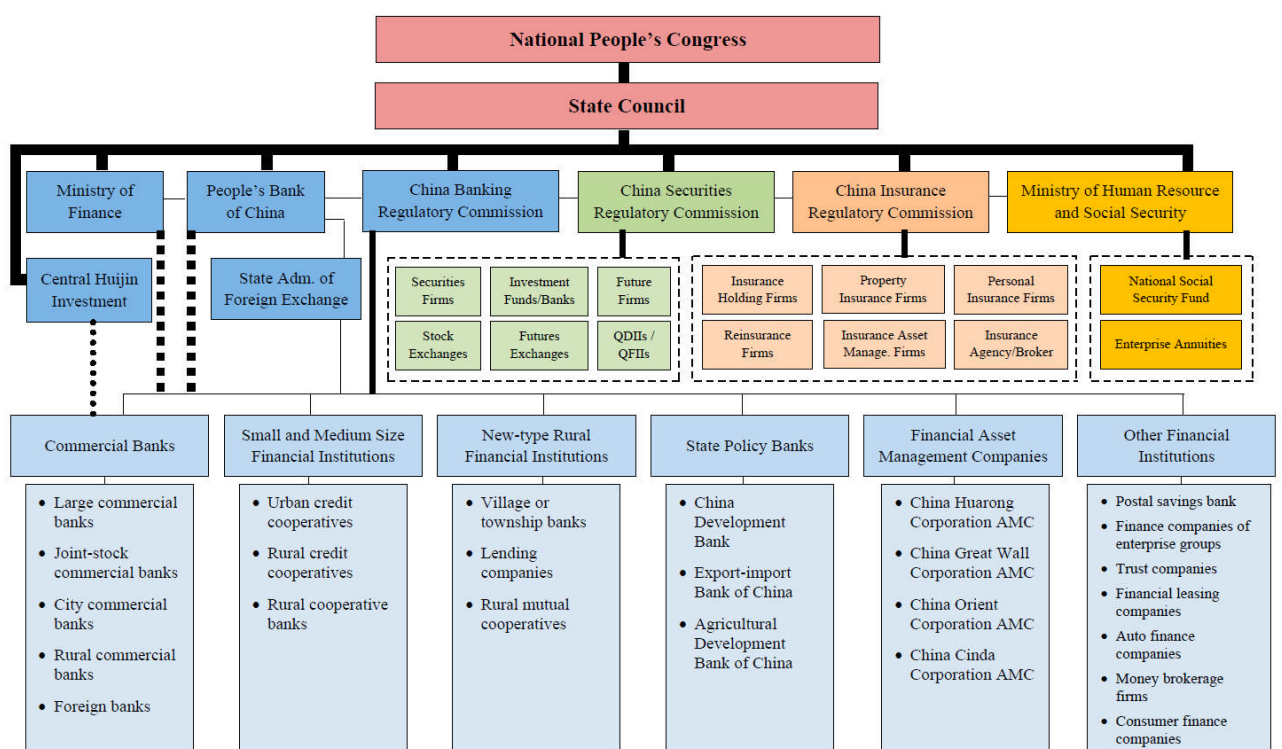 National People's Congress
State Council
Ministry of
Finance
People's Bank
of China
China Banking
Regulatory Commission
China Securities
Regulatory Commission
China Insurance
Regulatory Commission
Ministry of Human Resource
and Social Security
Central Huijin
Investment
State Adm. of
Foreign Exchange
Securities
Firms
Investment
Funds/Banks
Future
Firms
Stock
Exchanges
Futures
Exchanges
QDIIs /
QFIIs
Insurance
Holding Firms
Property
Insurance Firms
Personal
Insurance Firms
Reinsurance
Firms
Insurance Asset
Manage. Firms
Insurance
Agency/Broker
National Social
Security Fund
Enterprise Annuities
Commercial Banks
Small and Medium Size
Financial Institutions
New-type Rural
Financial Institutions
State Policy Banks
Financial Asset
Management Companies
Other Financial
Institutions
• Large commercial
banks
• Joint-stock
commercial banks
• City commercial
banks
• Rural commercial
banks
• Foreign banks
• Urban credit
cooperatives
• Rural credit
cooperatives
• Rural cooperative
banks
• Village or
township banks
• Lending
companies
• Rural mutual
cooperatives
• China
Development
Bank
• Export-import
Bank of China
• Agricultural
Development
Bank of China
• China Huarong
Corporation AMC
• China Great Wall
Corporation AMC
• China Orient
Corporation AMC
• China Cinda
Corporation AMC
• Postal savings bank
• Finance companies of
enterprise groups
• Trust companies
• Financial leasing
companies
• Auto finance
companies
• Money brokerage
firms
• Consumer finance
companies